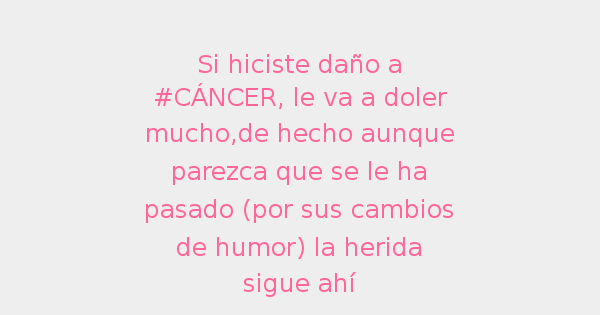 Si hiciste daño a
#CÁNCER, le va a doler
mucho,de hecho aunque
parezca que se le ha
pasado (por sus cambios
de humor) la herida
sigue ahí